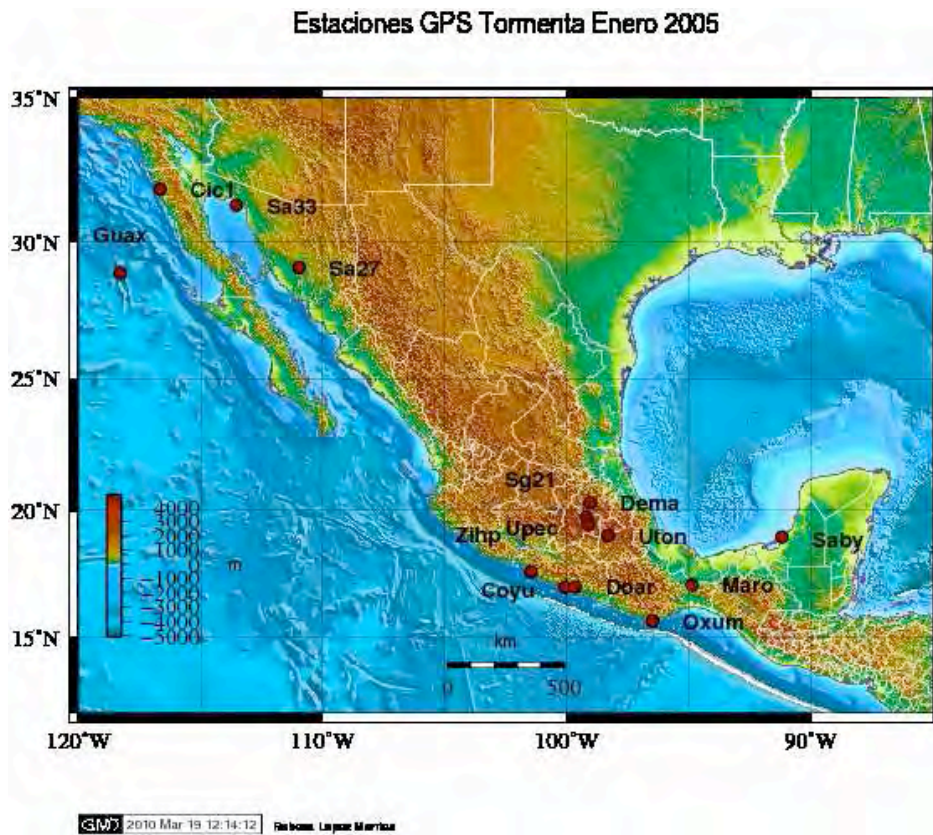 Estaciones GPS Tormenta Enero 2005
35°N
30°N
25°N
20°N
15°N
Cic1
Sa33
Guax
Sa27
Sg21
Dema
Zihp
Upec
Uton
Saby
Coyu
Doar
Maro
Oxum
4000
3000
2000
1000
0
-1000
-2000
-3000
-4000
-5000
m
km
0 500
120°W
110°W
100°W
90°W
GMD 2010 Mar 19 12:14:12